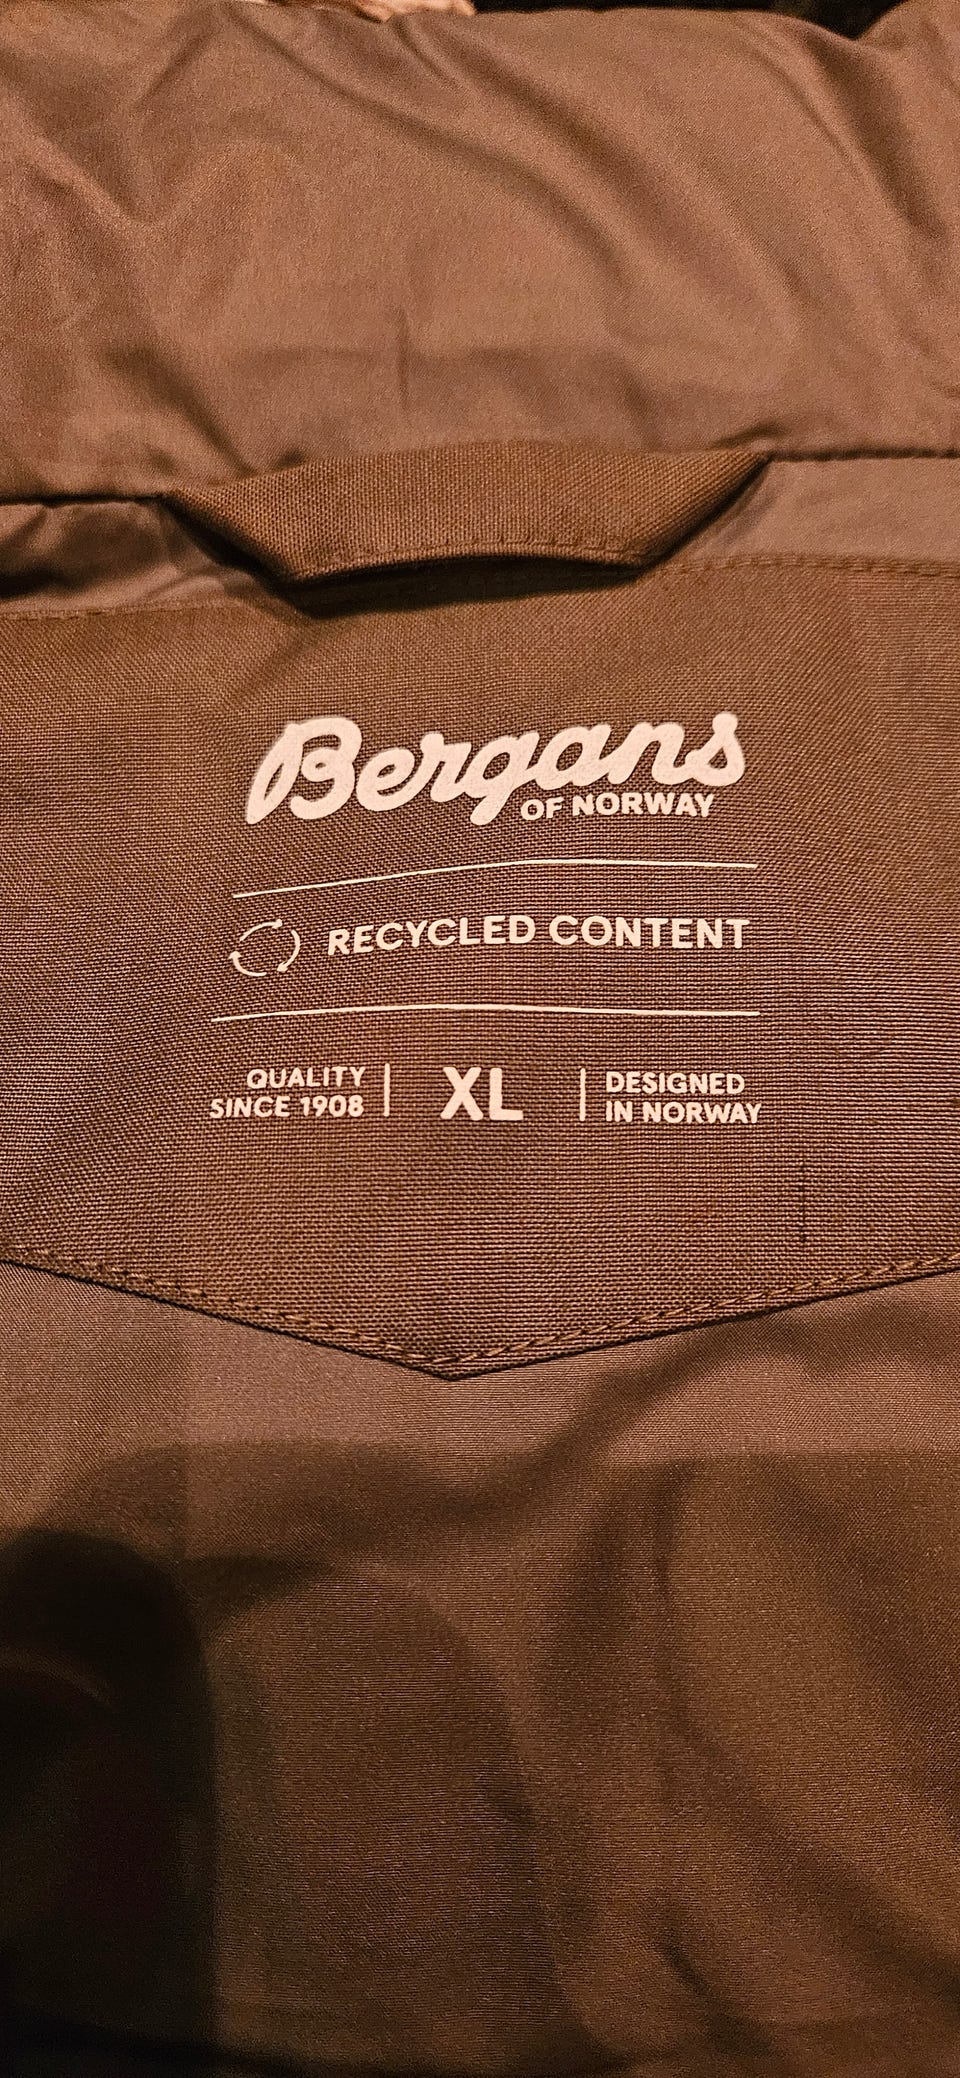 Bergans
OF NORWAY
RECYCLED CONTENT
QUALITY
SINCE 1908
XL
DESIGNED
IN NORWAY